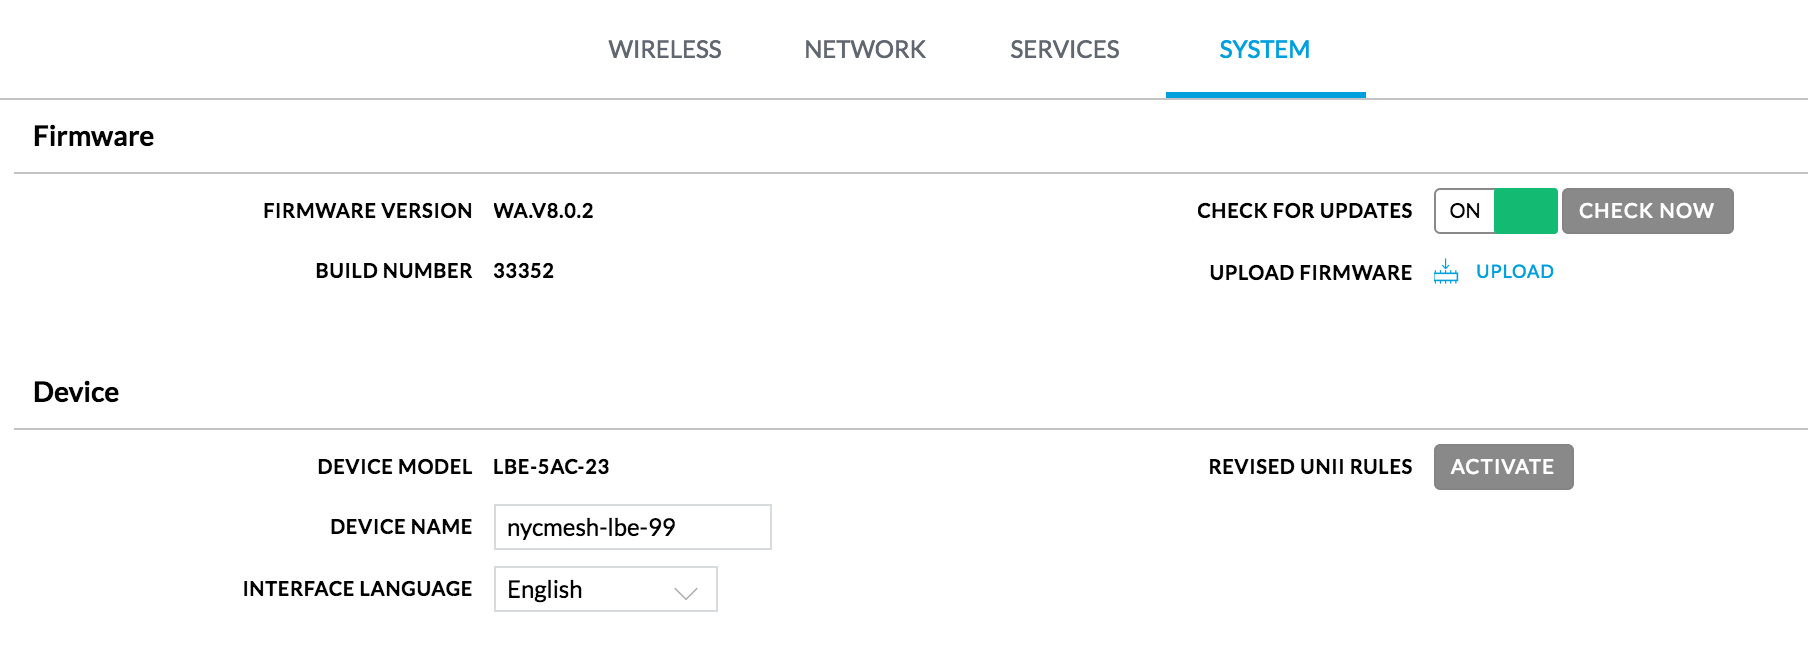 WIRELESS NETWORK SERVICES SYSTEM
Firmware
FIRMWARE VERSION WA.V8.0.2 CHECK FOR UPDATES ON CHECK NOW
BUILD NUMBER 33352 UPLOAD FIRMWARE UPLOAD
Device
DEVICE MODEL LBE-5AC-23 REVISED UNII RULES ACTIVATE
DEVICE NAME nycmesh-lbe-99
INTERFACE LANGUAGE English